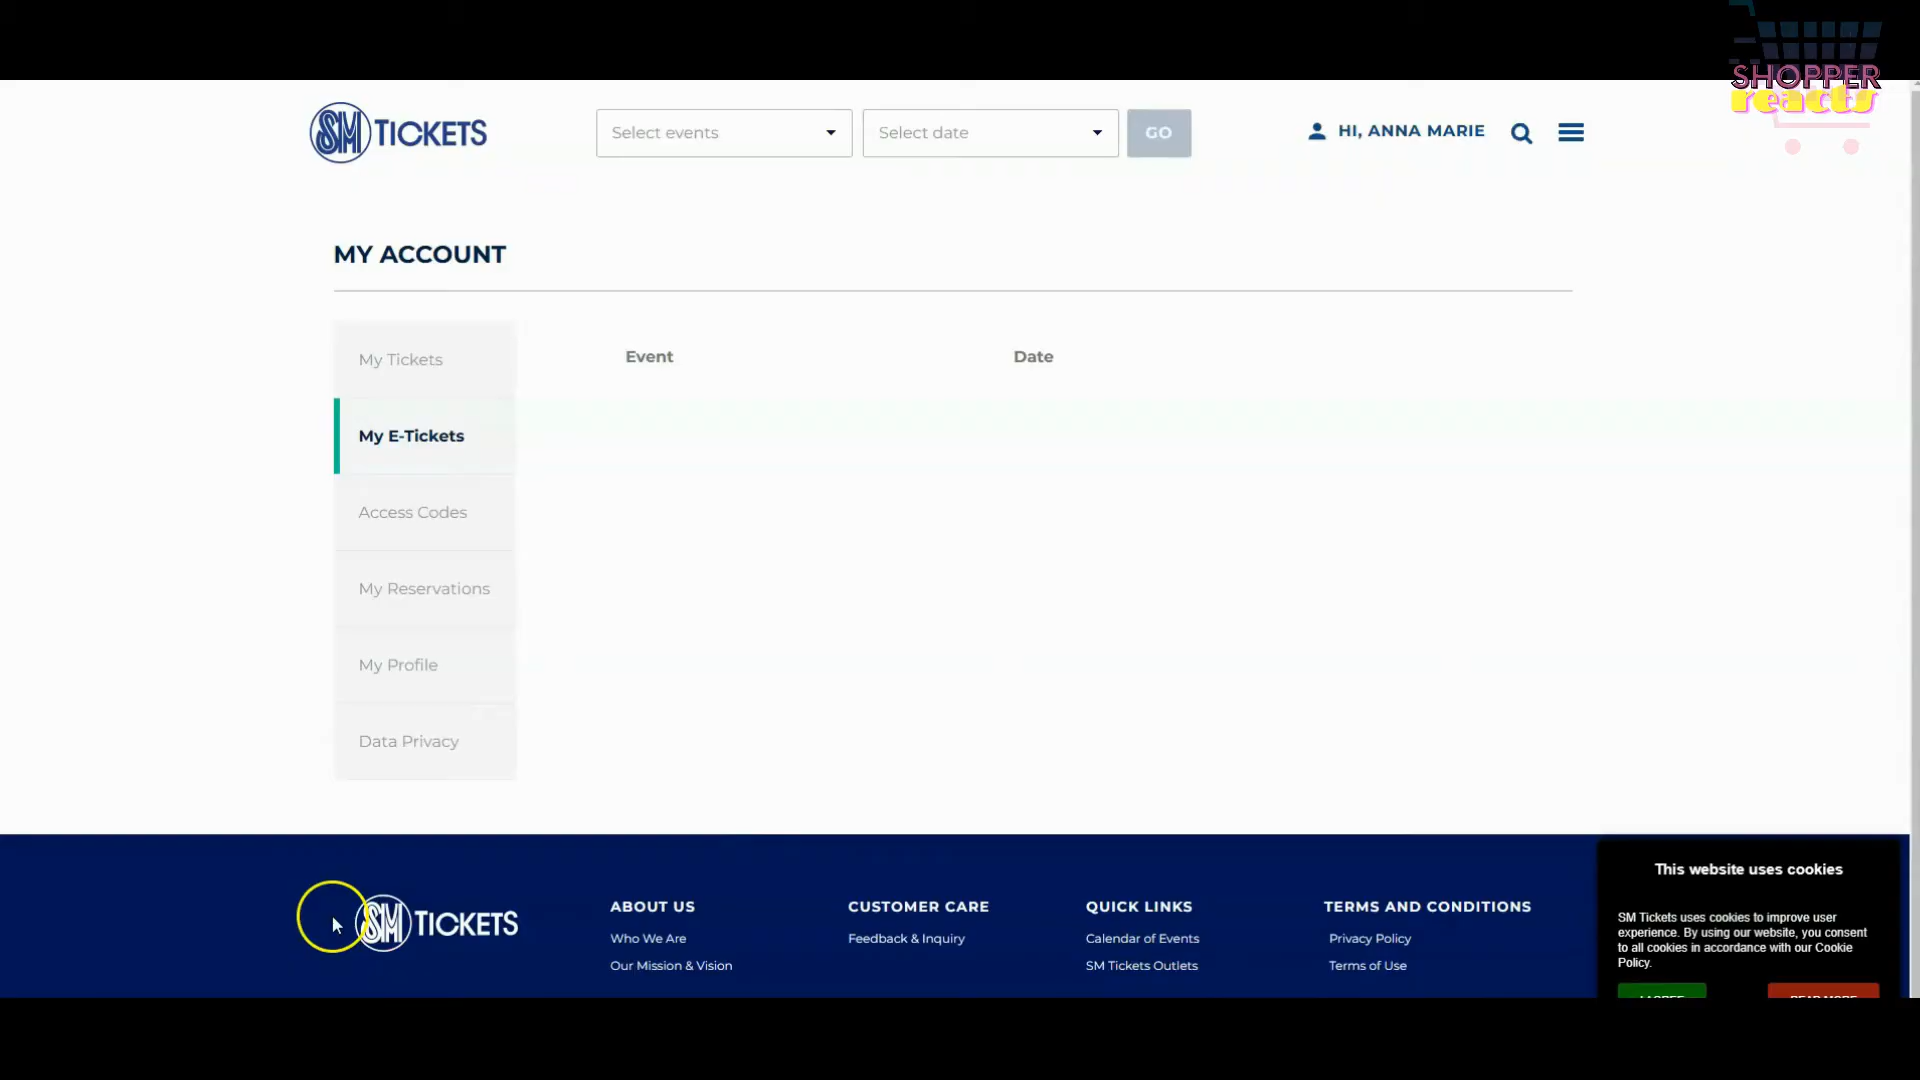 SHOPPER
reacts
SM TICKETS
Select events
Select date
GO
HI, ANNA MARIE
MY ACCOUNT
My Tickets
My E-Tickets
Access Codes
My Reservations
My Profile
Data Privacy
Event
Date
SM TICKETS
ABOUT US
Who We Are
Our Mission & Vision
CUSTOMER CARE
Feedback & Inquiry
QUICK LINKS
Calendar of Events
SM Tickets Outlets
TERMS AND CONDITIONS
Privacy Policy
Terms of Use
This website uses cookies
SM Tickets uses cookies to improve user
experience. By using our website, you consent
to all cookies in accordance with our Cookie
Policy.
I AGREE
READ MORE